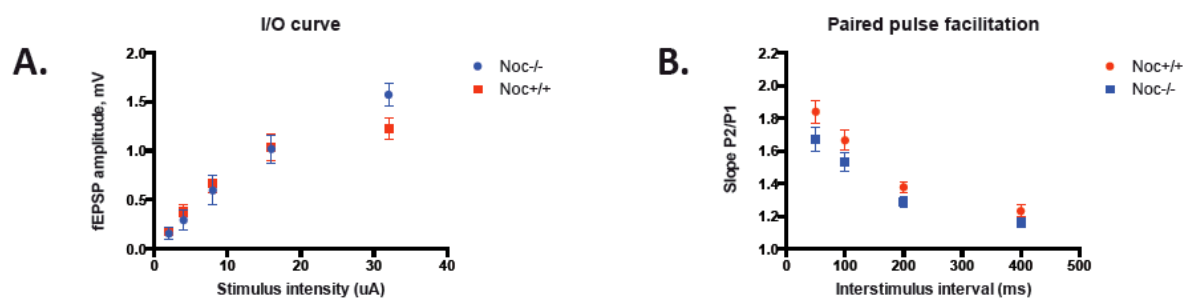 I/O curve
A.
2.0
1.5
1.0
0.5
0.0
fEPSP amplitude, mV
0 10 20 30 40
Stimulus intensity (uA)
Noc-/-
Noc+/+
Paired pulse facilitation
B.
2.2
2.0
1.8
1.6
1.4
1.2
1.0
Slope P2/P1
0 100 200 300 400 500
Interstimulus interval (ms)
Noc+/+
Noc-/-